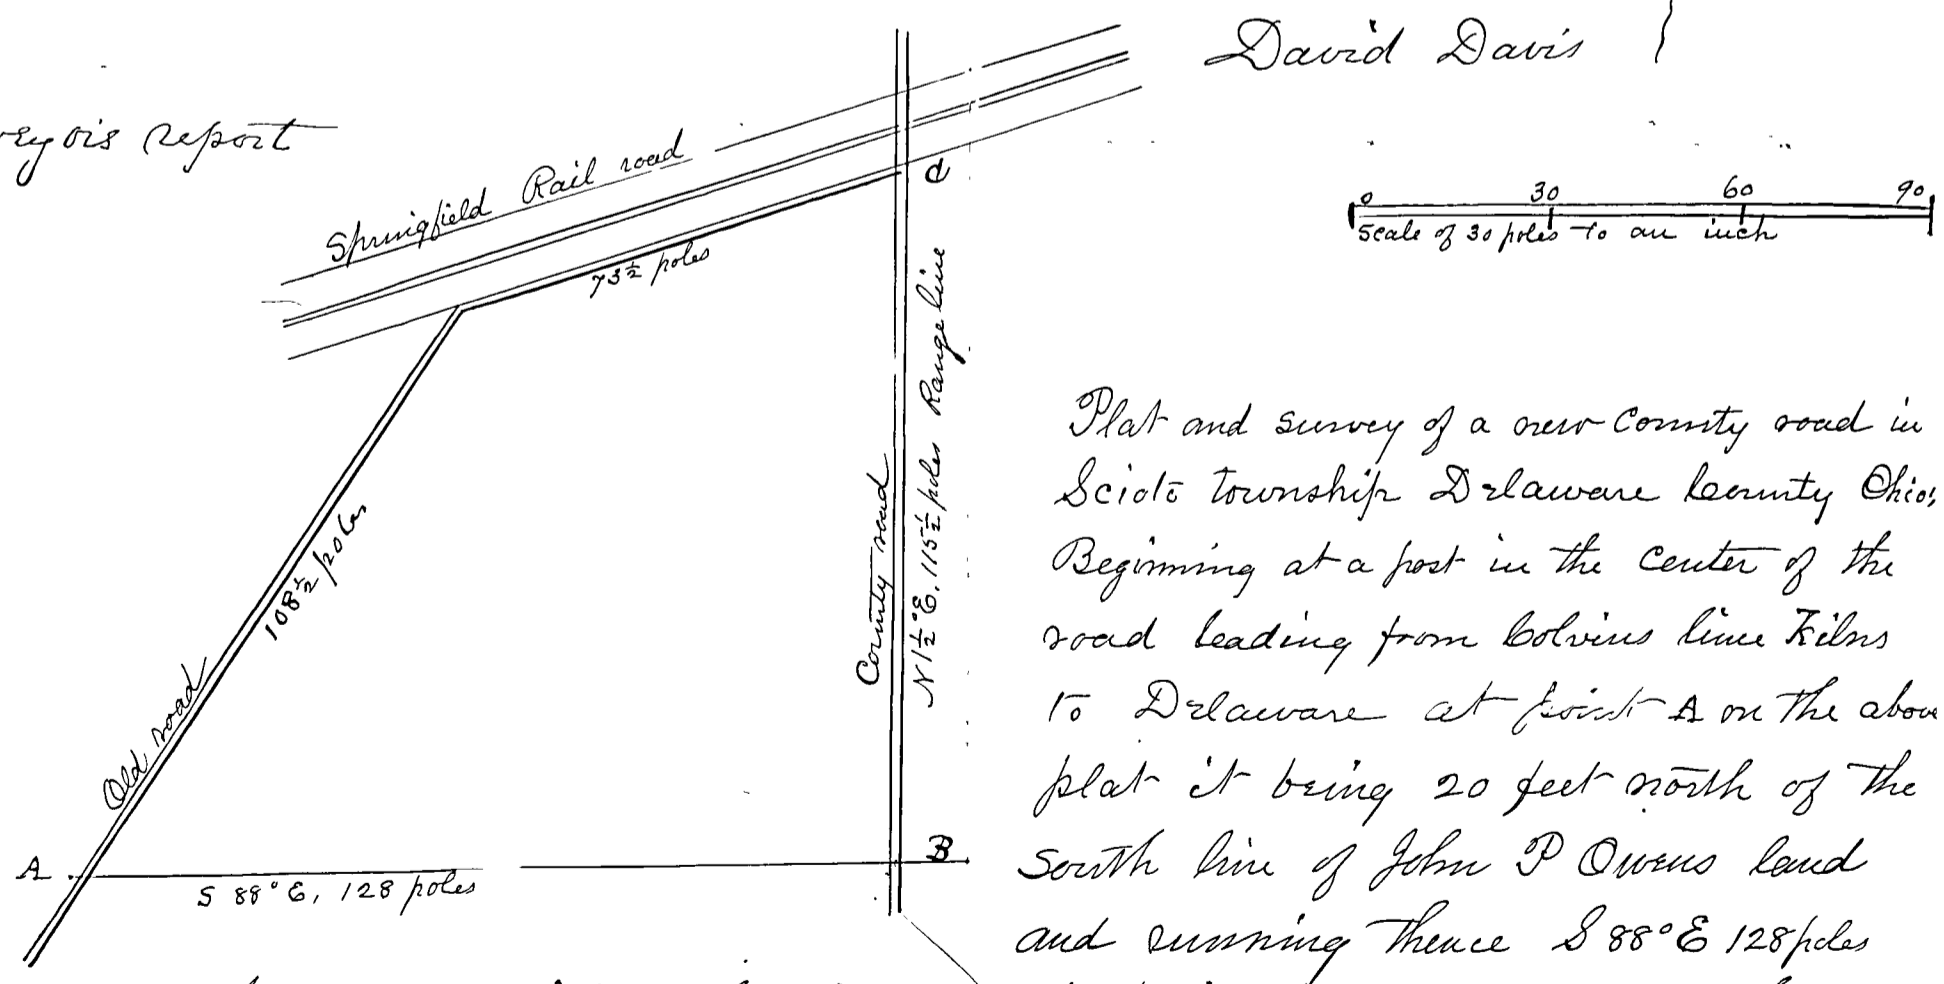 David Davis
report
Springfield Rail road
C
73½ poles
0 30 60 90
Scale of 30 poles to an inch
N 1½° E, 115½ poles Range line
County road
108½ poles
Old road
A
B
S 88° E, 128 poles
Plat and survey of a new County road in
Scioto township Delaware County Ohio,
Beginning at a post in the center of the
road leading from Colvins lime Kilns
to Delaware at point A on the above
plat it being 20 feet north of the
South line of John P Owens land
and running thence S 88° E 128 poles